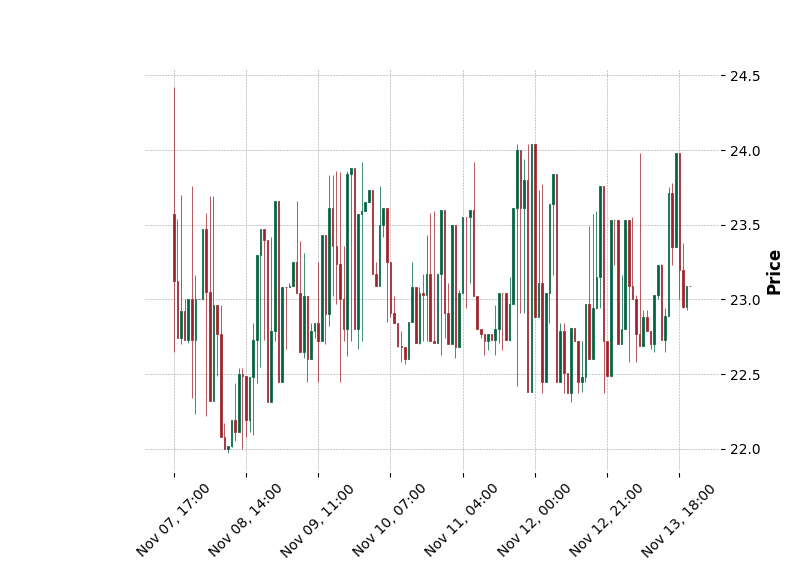 24.5
24.0
23.5
23.0
22.5
22.0
Price
Nov 07, 17:00
Nov 08, 14:00
Nov 09, 11:00
Nov 10, 07:00
Nov 11, 04:00
Nov 12, 00:00
Nov 12, 21:00
Nov 13, 18:00